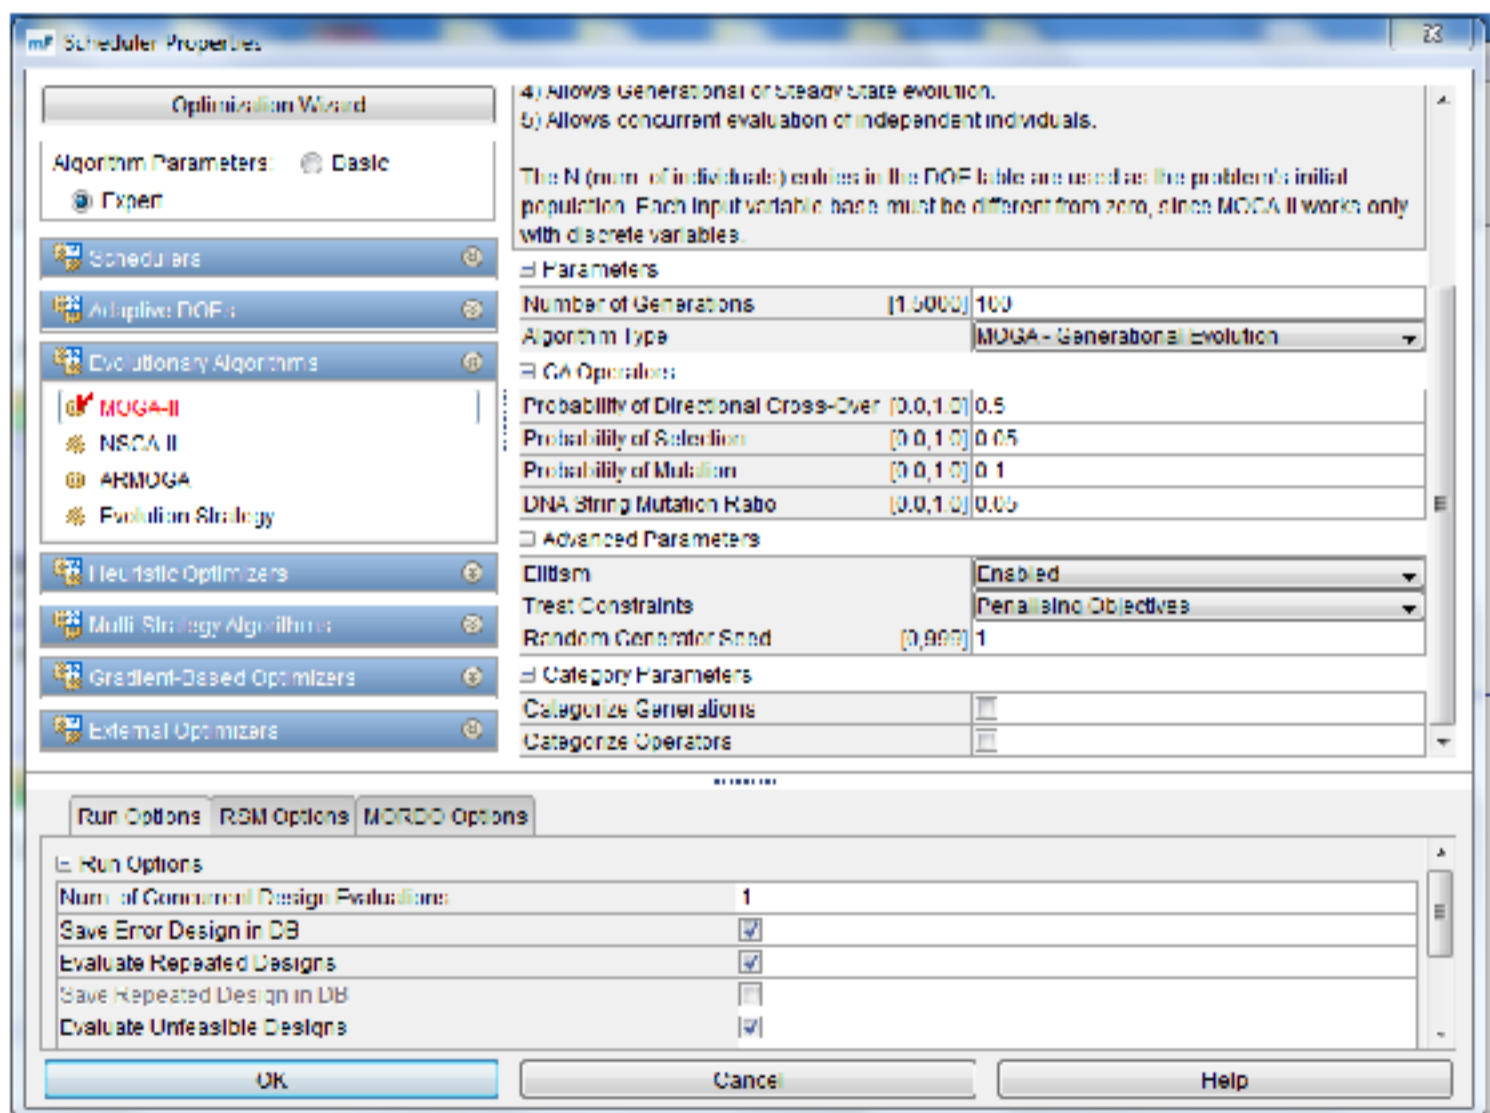 mF Scheduler Properties
Optimization Wizard
Algorithm Parameters: Basic
Expert
Schedulers
Adaptive DOEs
Evolutionary Algorithms
MOGA-II
NSGA-II
ARMOGA
Evolution Strategy
Heuristic Optimizers
Multi Strategy Algorithms
Gradient-Based Optimizers
External Optimizers
4) Allows Generational or Steady State evolution.
5) Allows concurrent evaluation of independent individuals.
The N (num. of individuals) entries in the DOE table are used as the problem's initial
population. Each input variable base must be different from zero, since MOGA-II works only
with discrete variables.
Parameters
Number of Generations [1,5000] 100
Algorithm Type MOGA - Generational Evolution
GA Operators
Probability of Directional Cross-Over [0.0,1.0] 0.5
Probability of Selection [0.0,1.0] 0.05
Probability of Mutation [0.0,1.0] 0.1
DNA String Mutation Ratio [0.0,1.0] 0.05
Advanced Parameters
Elitism Enabled
Treat Constraints Penalising Objectives
Random Generator Seed [0,999] 1
Category Parameters
Categorize Generations
Categorize Operators
Run Options RSM Options MORDO Options
Run Options
Num. of Concurrent Design Evaluations 1
Save Error Design in DB
Evaluate Repeated Designs
Save Repeated Design in DB
Evaluate Unfeasible Designs
OK Cancel Help